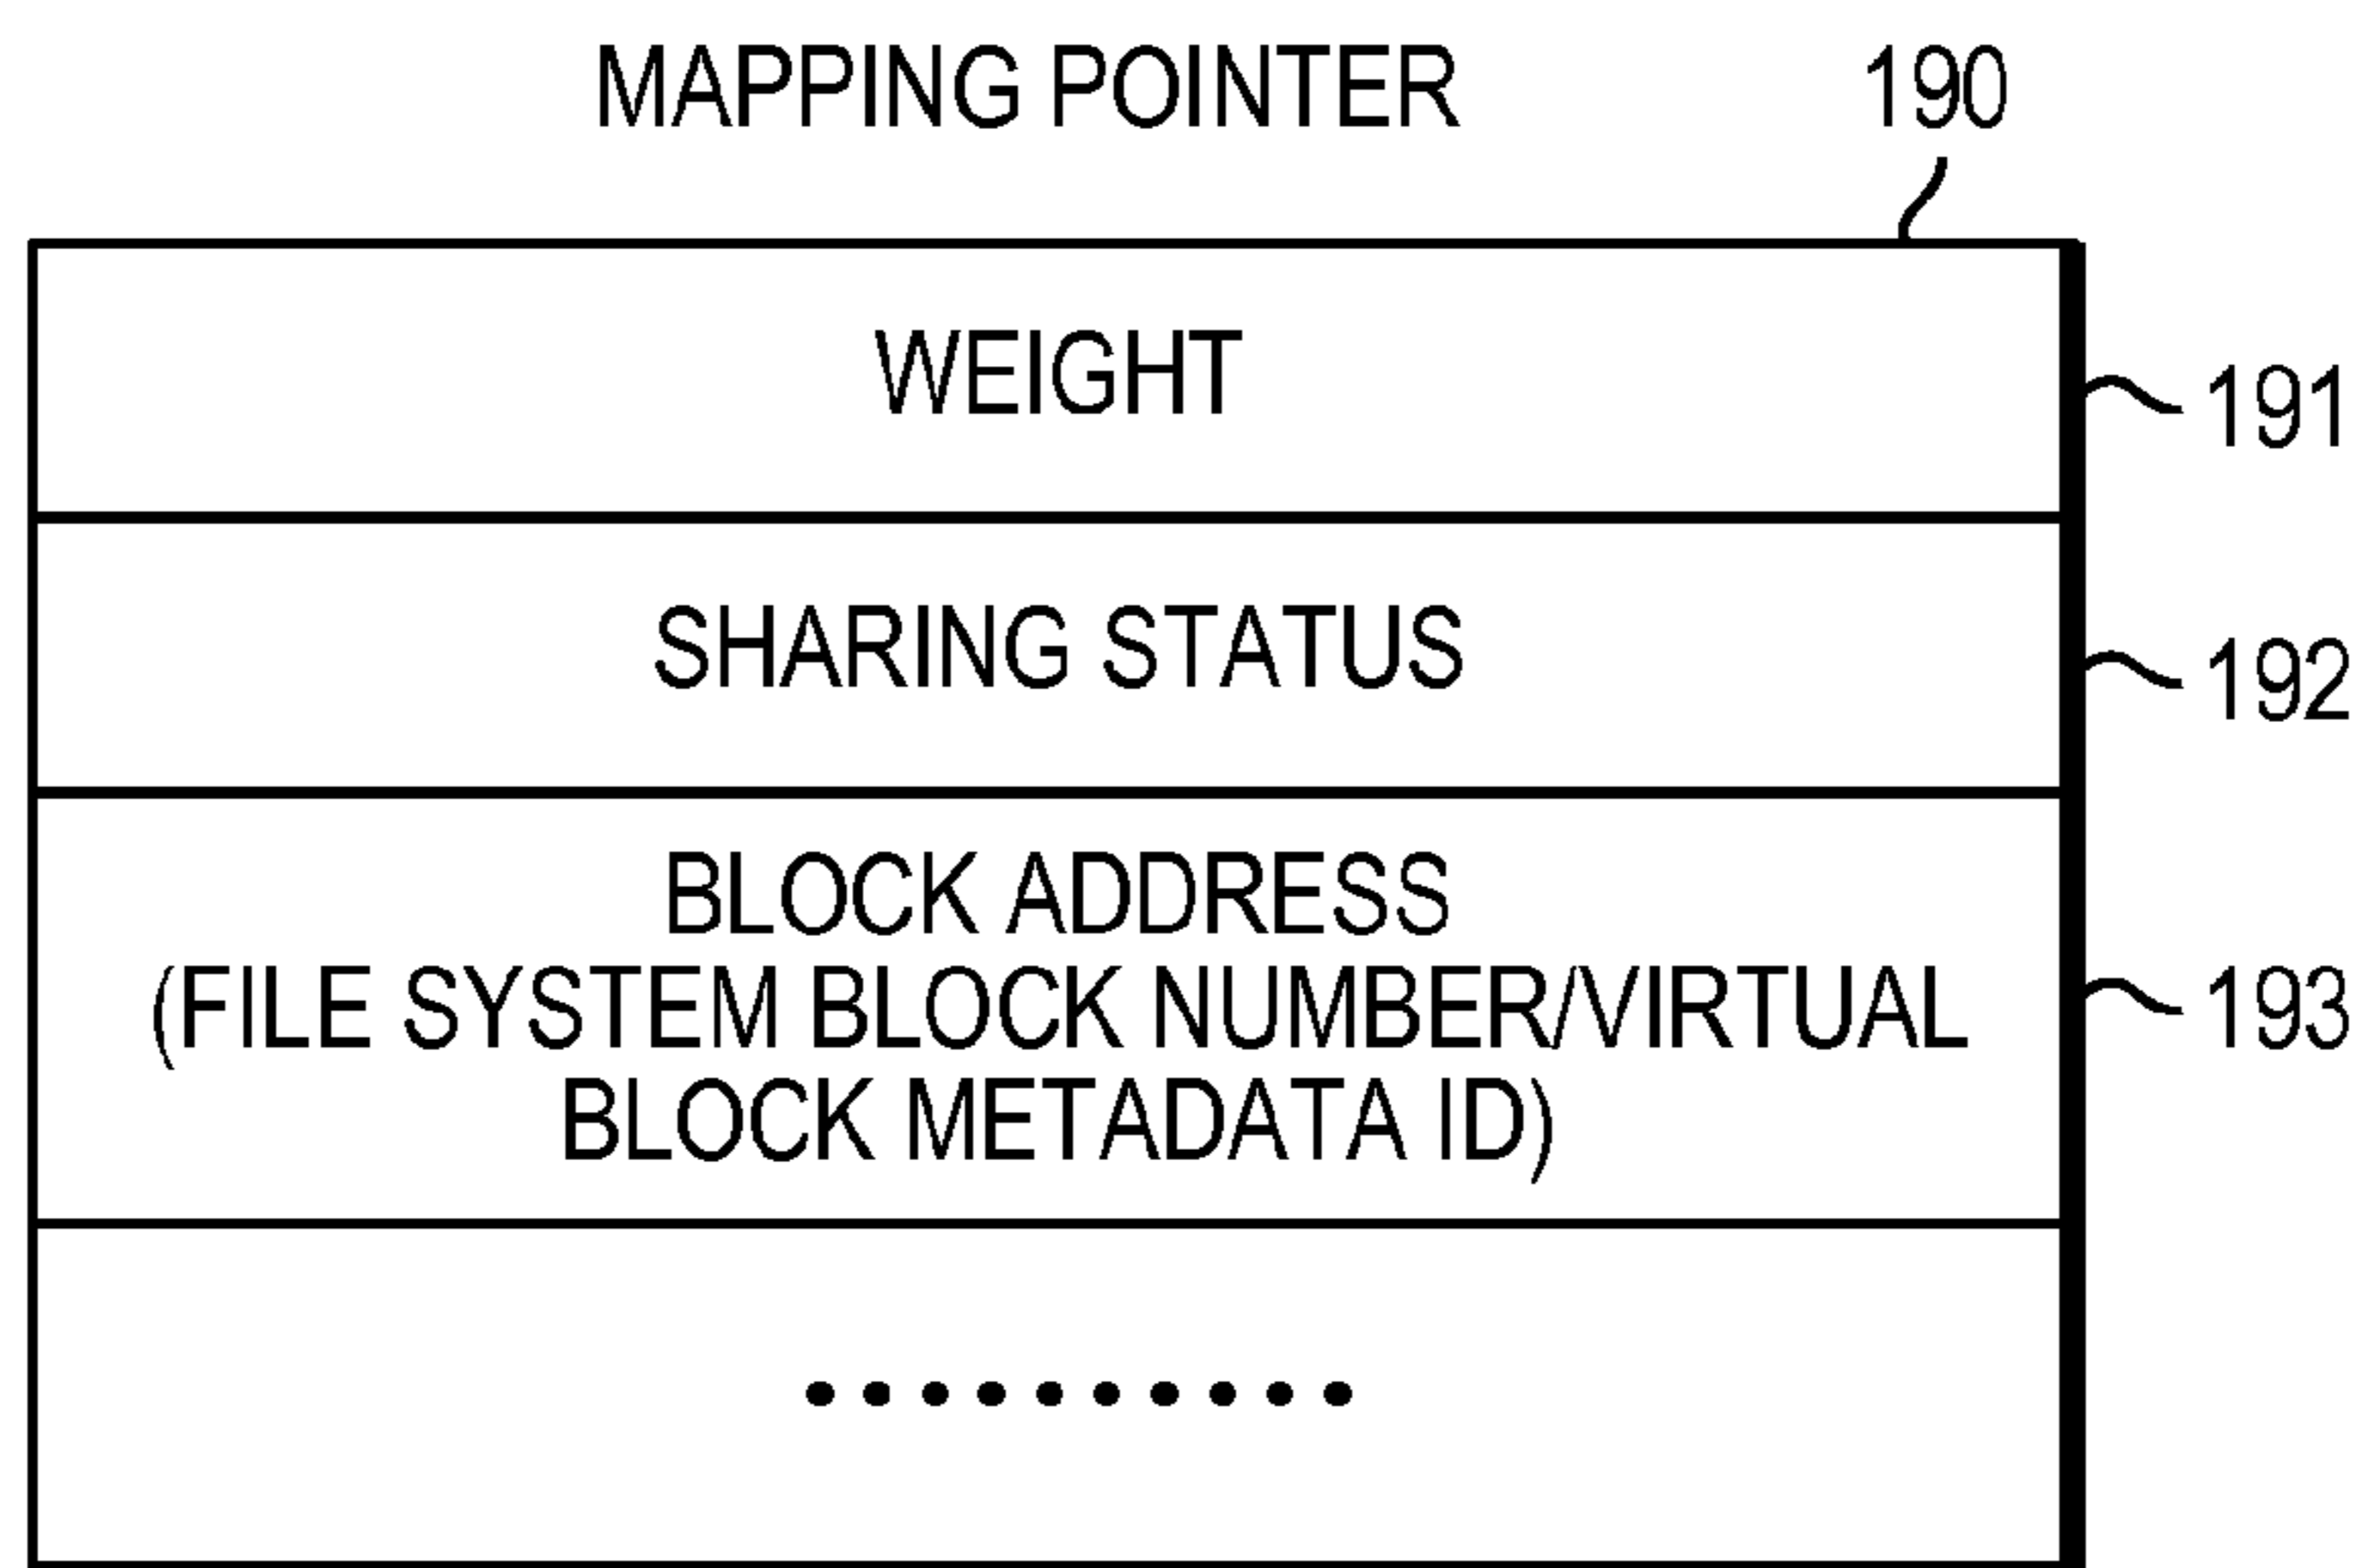 MAPPING POINTER
190
WEIGHT
191
SHARING STATUS
192
BLOCK ADDRESS
(FILE SYSTEM BLOCK NUMBER/VIRTUAL
BLOCK METADATA ID)
193
..........